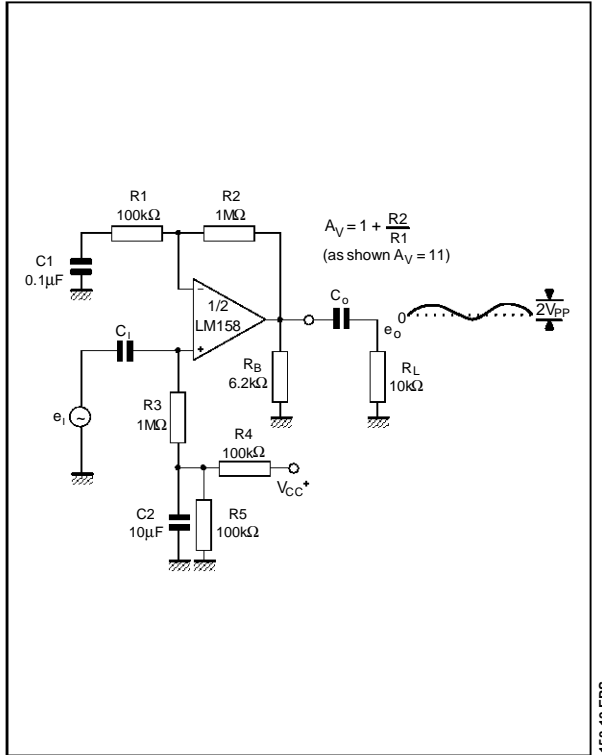 R1
100kΩ
R2
1MΩ
A_V = 1 + R2/R1
(as shown A_V = 11)
C1
0.1μF
1/2
LM158
C_I
C_o
0
2V_PP
e_o
R_B
6.2kΩ
R_L
10kΩ
R3
1MΩ
e_I
~
R4
100kΩ
V_CC+
C2
10μF
R5
100kΩ